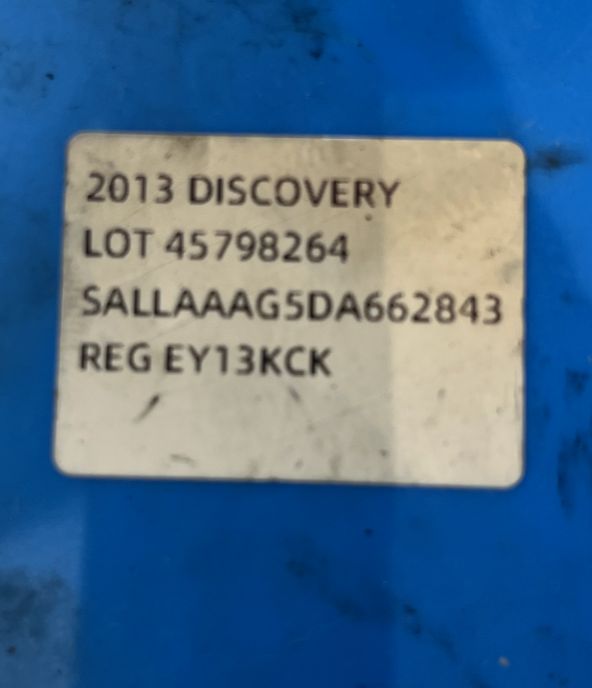 2013 DISCOVERY
LOT 45798264
SALLAAAG5DA662843
REG EY13KCK